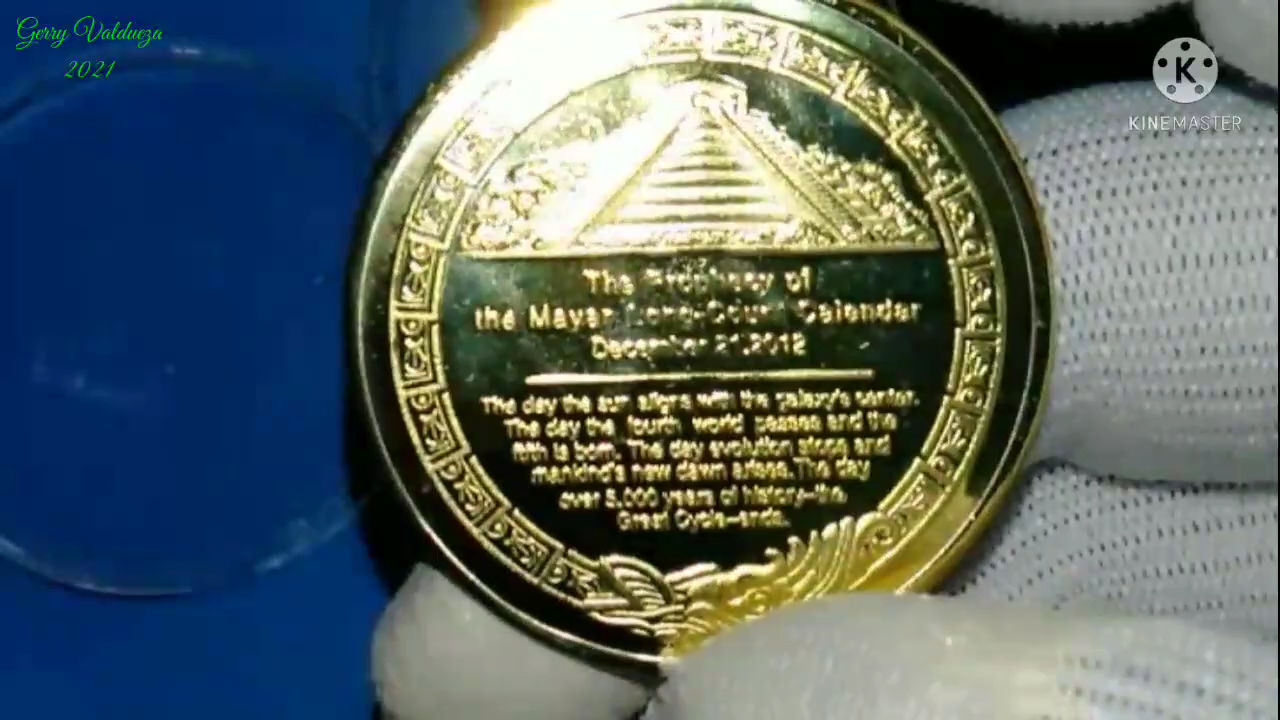 Gerry Valdueza
2021
K
KINEMASTER
The Prophecy of
the Mayan Long-Count Calendar
December 21, 2012
The day the sun aligns with the galaxy's center.
The day the fourth world passes and the
fifth is born. The day evolution stops and
mankind's new dawn arises. The day
over 5,000 years of history—the
Great Cycle—ends.